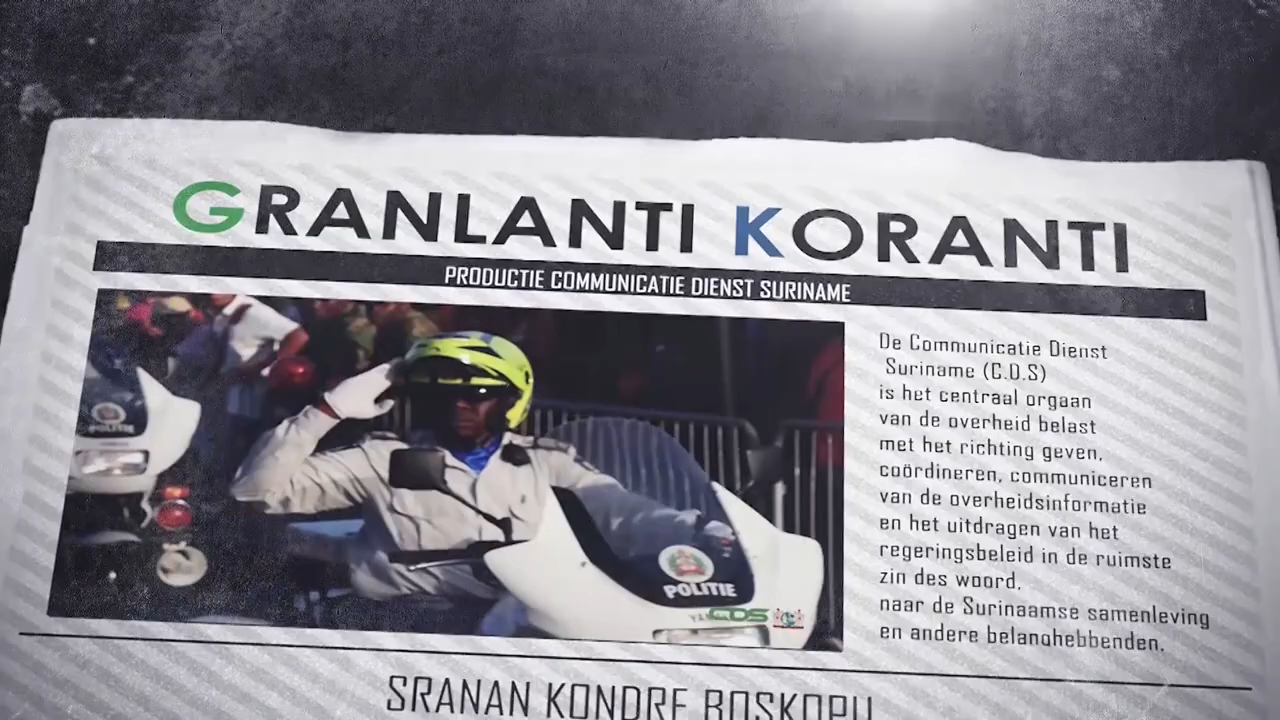 GRANLANTI KORANTI
PRODUCTIE COMMUNICATIE DIENST SURINAME
De Communicatie Dienst
Suriname (C.D.S)
is het centraal orgaan
van de overheid belast
met het richting geven,
coördineren, communiceren
van de overheidsinformatie
en het uitdragen van het
regeringsbeleid in de ruimste
zin des woord,
naar de Surinaamse samenleving
en andere belanghebbenden.
POLITIE
POLITIE
CDS
SRANAN KONDRE BOSKOPU